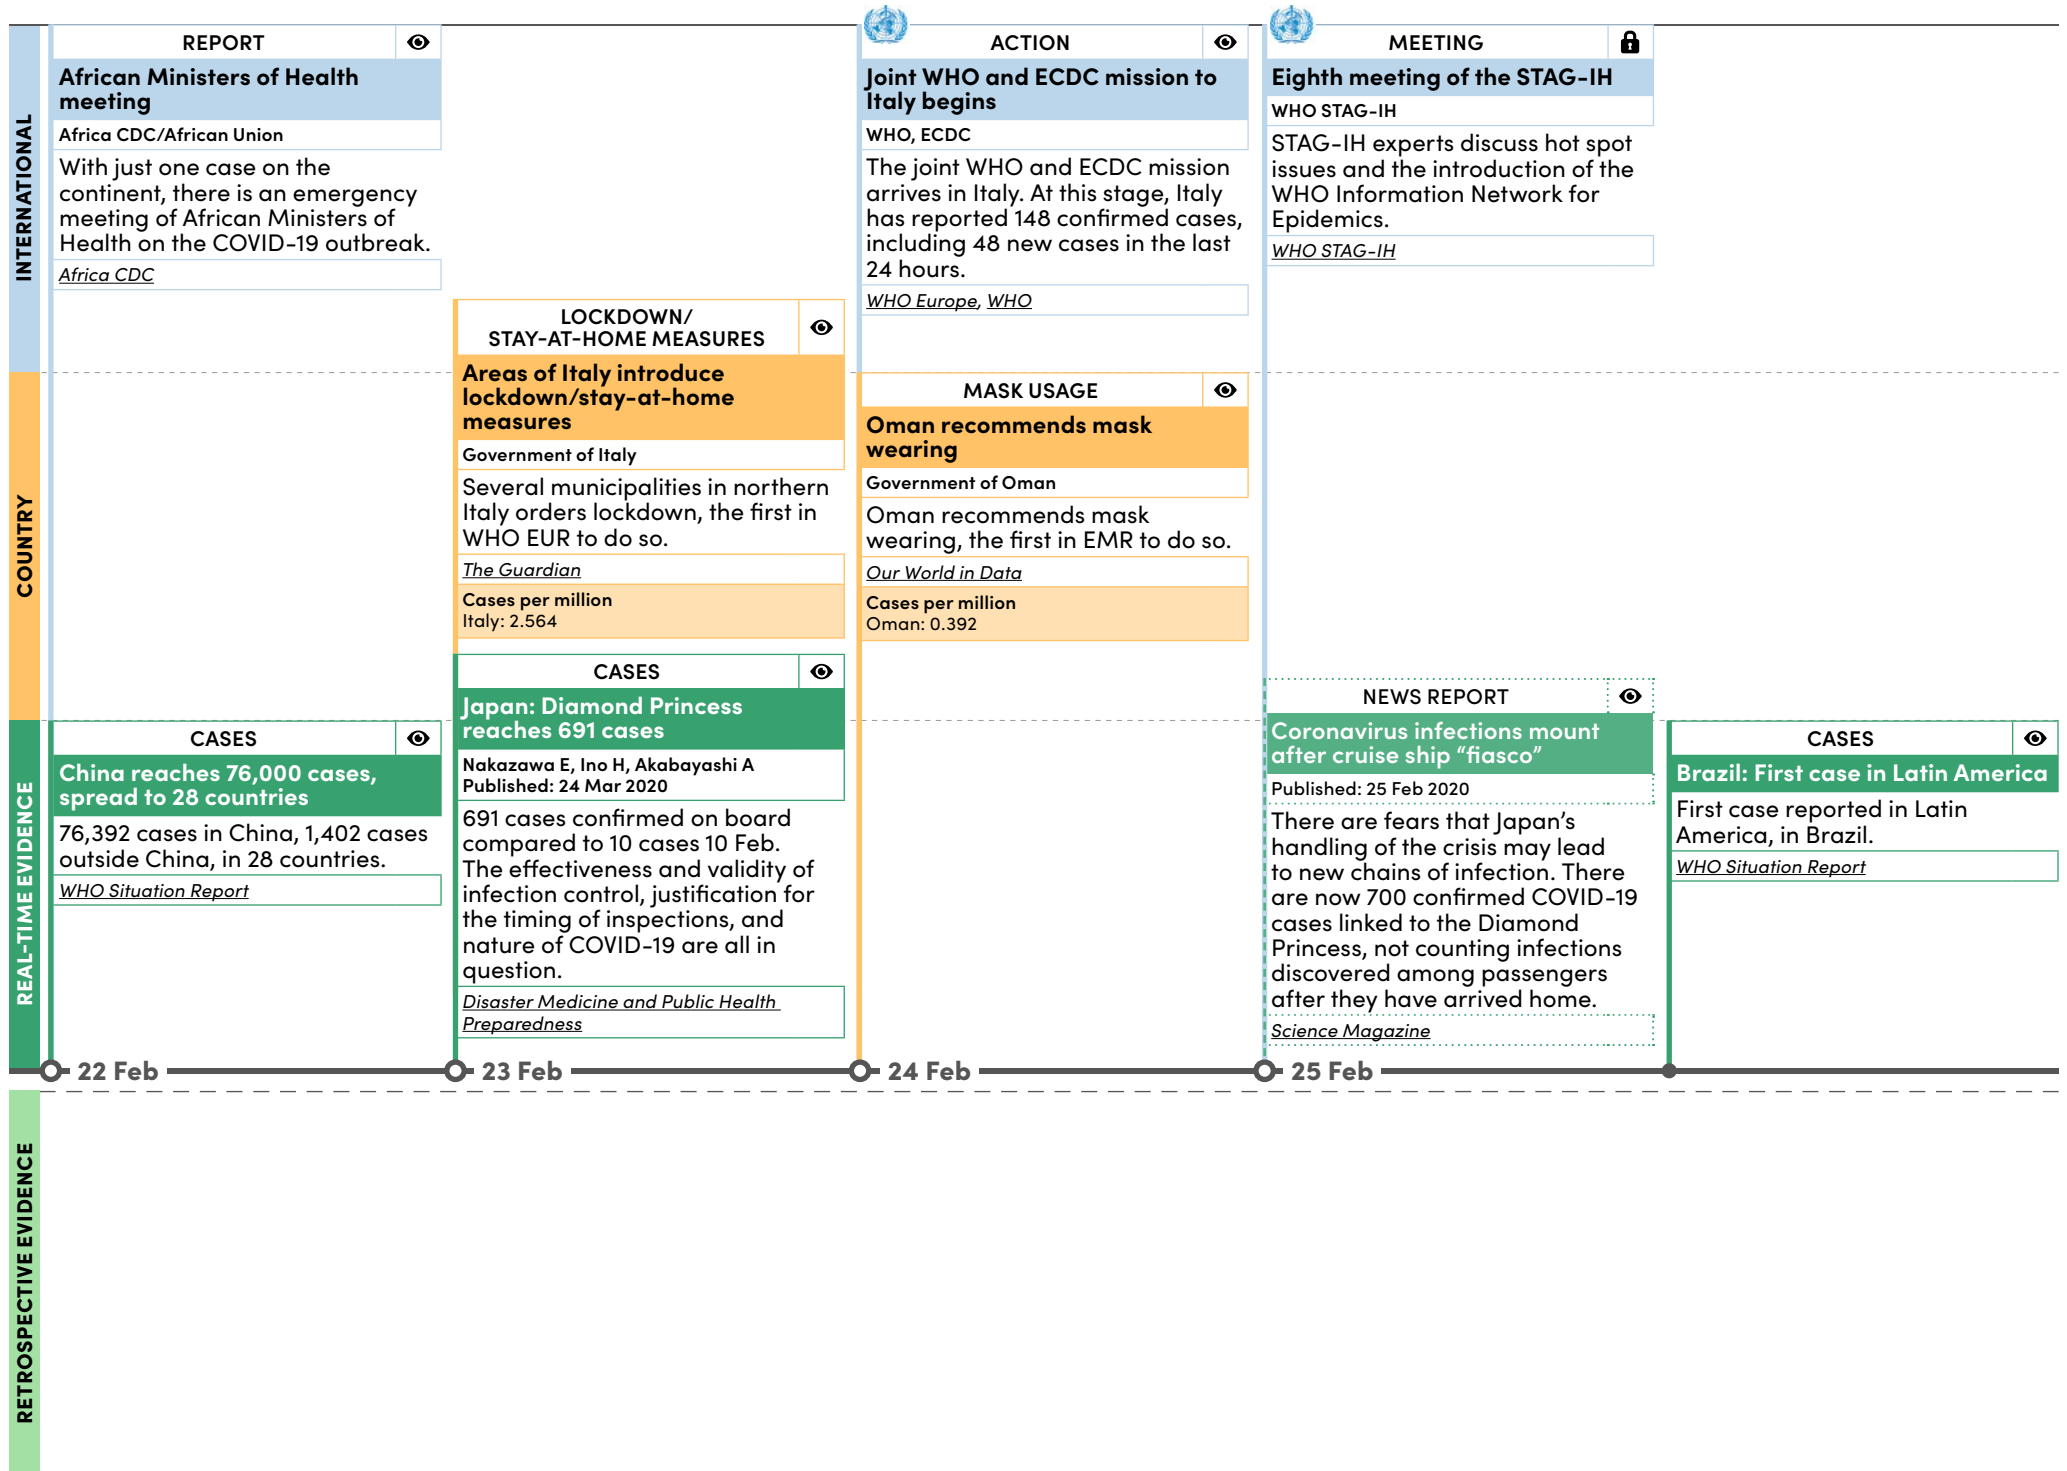 INTERNATIONAL
REPORT
African Ministers of Health
meeting
Africa CDC/African Union
With just one case on the
continent, there is an emergency
meeting of African Ministers of
Health on the COVID-19 outbreak.
Africa CDC
ACTION
Joint WHO and ECDC mission to
Italy begins
WHO, ECDC
The joint WHO and ECDC mission
arrives in Italy. At this stage, Italy
has reported 148 confirmed cases,
including 48 new cases in the last
24 hours.
WHO Europe, WHO
MEETING
Eighth meeting of the STAG-IH
WHO STAG-IH
STAG-IH experts discuss hot spot
issues and the introduction of the
WHO Information Network for
Epidemics.
WHO STAG-IH
COUNTRY
LOCKDOWN/
STAY-AT-HOME MEASURES
Areas of Italy introduce
lockdown/stay-at-home
measures
Government of Italy
Several municipalities in northern
Italy orders lockdown, the first in
WHO EUR to do so.
The Guardian
Cases per million
Italy: 2.564
MASK USAGE
Oman recommends mask
wearing
Government of Oman
Oman recommends mask
wearing, the first in EMR to do so.
Our World in Data
Cases per million
Oman: 0.392
REAL-TIME EVIDENCE
CASES
China reaches 76,000 cases,
spread to 28 countries
76,392 cases in China, 1,402 cases
outside China, in 28 countries.
WHO Situation Report
CASES
Japan: Diamond Princess
reaches 691 cases
Nakazawa E, Ino H, Akabayashi A
Published: 24 Mar 2020
691 cases confirmed on board
compared to 10 cases 10 Feb.
The effectiveness and validity of
infection control, justification for
the timing of inspections, and
nature of COVID-19 are all in
question.
Disaster Medicine and Public Health
Preparedness
NEWS REPORT
Coronavirus infections mount
after cruise ship “fiasco”
Published: 25 Feb 2020
There are fears that Japan’s
handling of the crisis may lead
to new chains of infection. There
are now 700 confirmed COVID-19
cases linked to the Diamond
Princess, not counting infections
discovered among passengers
after they have arrived home.
Science Magazine
CASES
Brazil: First case in Latin America
First case reported in Latin
America, in Brazil.
WHO Situation Report
22 Feb
23 Feb
24 Feb
25 Feb
RETROSPECTIVE EVIDENCE